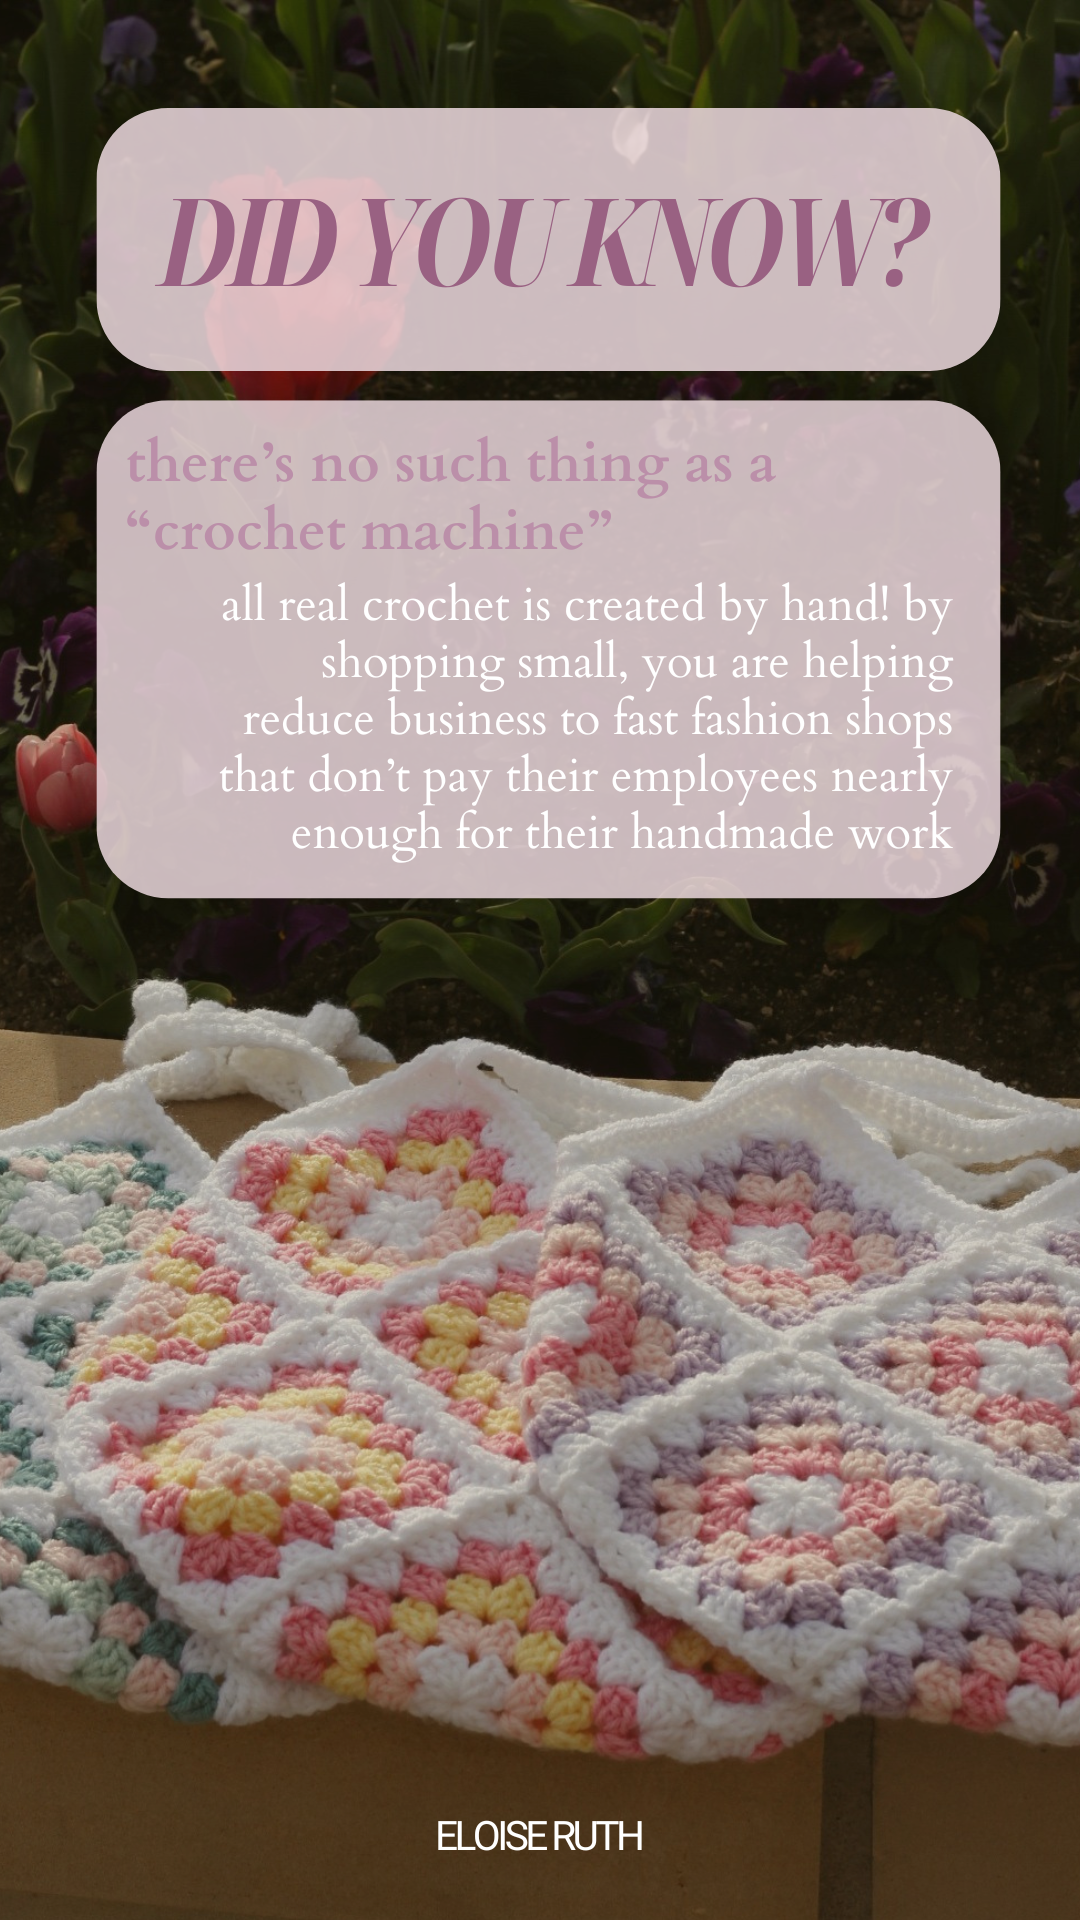 DID YOU KNOW?
there’s no such thing as a
“crochet machine”
all real crochet is created by hand! by
shopping small, you are helping
reduce business to fast fashion shops
that don’t pay their employees nearly
enough for their handmade work
ELOISE RUTH